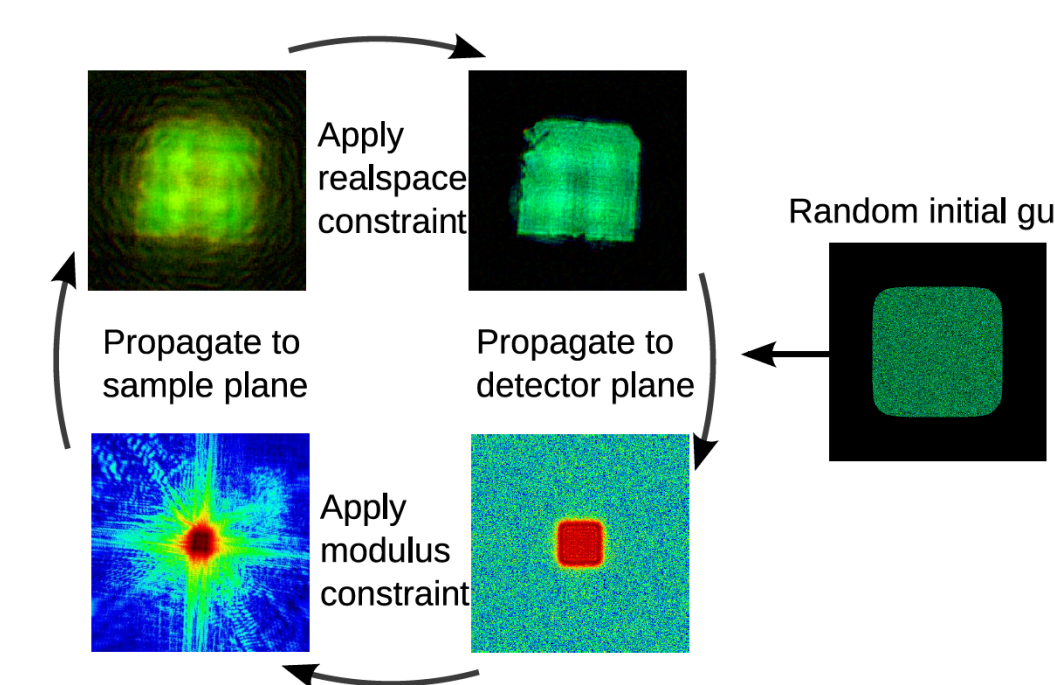 Apply
realspace
constraint
Random initial gu
Propagate to
sample plane
Propagate to
detector plane
Apply
modulus
constraint